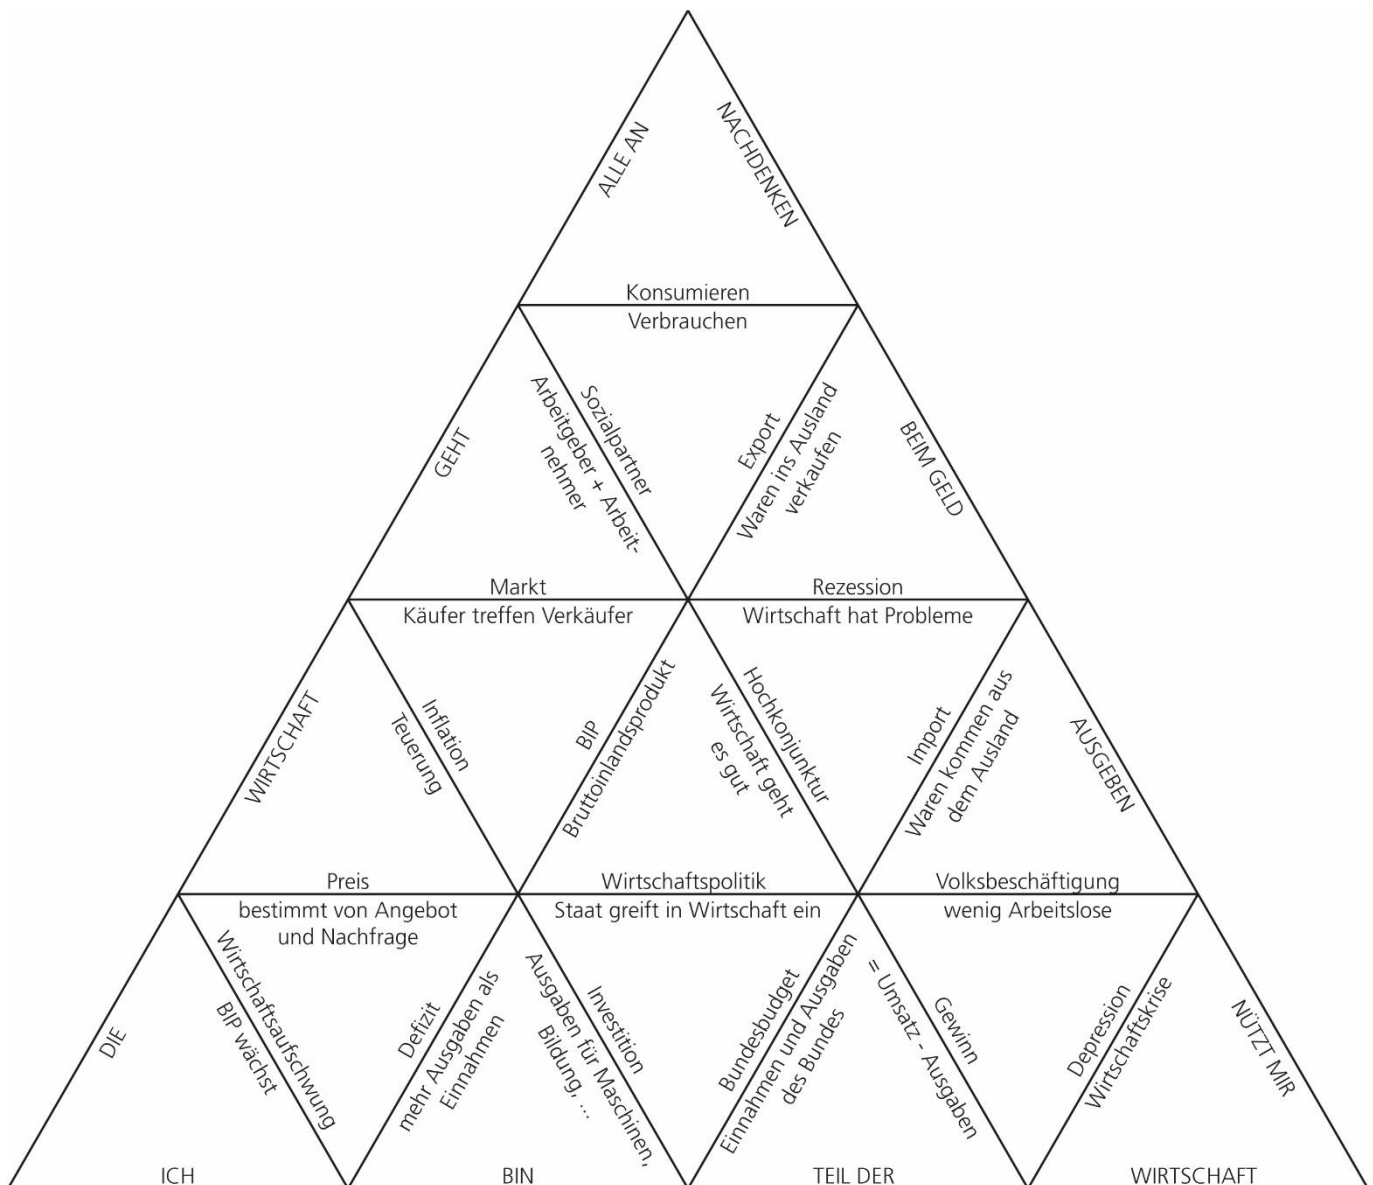 ALLE AN
NACHDENKEN
Konsumieren
Verbrauchen
GEHT
Sozialpartner
Arbeitgeber + Arbeit-
nehmer
Export
Waren ins Ausland
verkaufen
BEIM GELD
Markt
Käufer treffen Verkäufer
Rezession
Wirtschaft hat Probleme
WIRTSCHAFT
Inflation
Teuerung
BIP
Bruttoinlandsprodukt
Hochkonjunktur
Wirtschaft geht
es gut
Import
Waren kommen aus
dem Ausland
AUSGEBEN
Preis
bestimmt von Angebot
und Nachfrage
Wirtschaftspolitik
Staat greift in Wirtschaft ein
Volksbeschäftigung
wenig Arbeitslose
DIE
Wirtschaftsaufschwung
BIP wächst
Defizit
mehr Ausgaben als
Einnahmen
Investition
Ausgaben für Maschinen,
Bildung, ...
Bundesbudget
Einnahmen und Ausgaben
des Bundes
Gewinn
= Umsatz - Ausgaben
Depression
Wirtschaftskrise
NÜTZT MIR
ICH
BIN
TEIL DER
WIRTSCHAFT